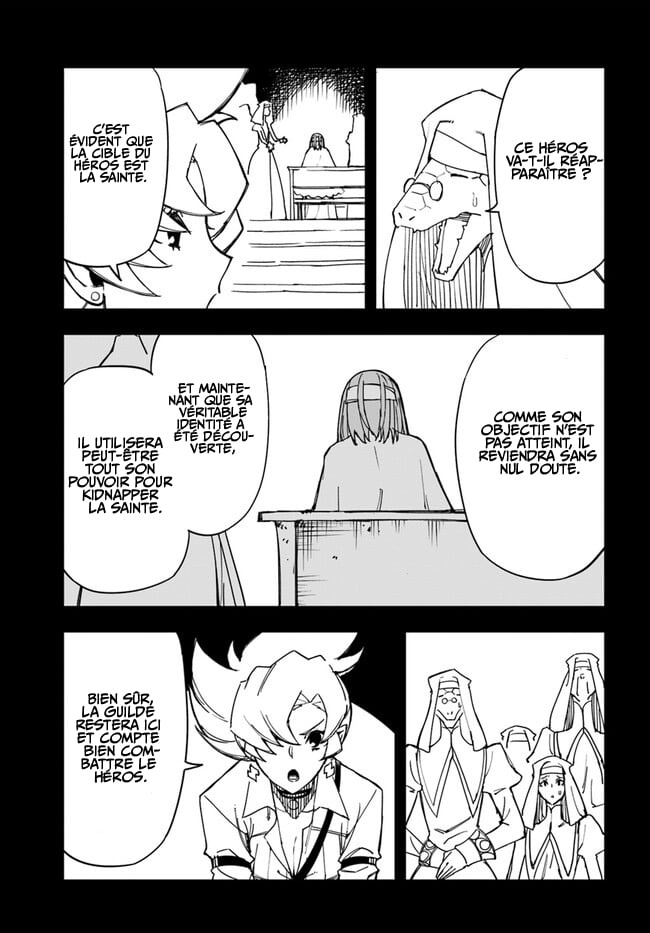 CE HÉROS
VA-T-IL RÉAP-
PARAÎTRE ?
C'EST
ÉVIDENT QUE
LA CIBLE DU
HÉROS EST
LA SAINTE.
COMME SON
OBJECTIF N'EST
PAS ATTEINT, IL
REVIENDRA SANS
NUL DOUTE.
ET MAINTE-
NANT QUE SA
VÉRITABLE
IDENTITÉ A
ÉTÉ DÉCOU-
VERTE,
IL UTILISERA
PEUT-ÊTRE
TOUT SON
POUVOIR POUR
KIDNAPPER
LA SAINTE.
BIEN SÛR,
LA GUILDE
RESTERA ICI
ET COMPTE
BIEN COM-
BATTRE LE
HÉROS.